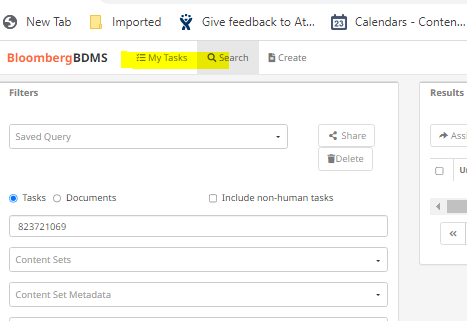 New Tab Imported Give feedback to At... Calendars - Conten...
BloombergBDMS My Tasks Search Create
Filters Results
Saved Query Share
Delete
Tasks Documents Include non-human tasks
823721069
Content Sets
Content Set Metadata